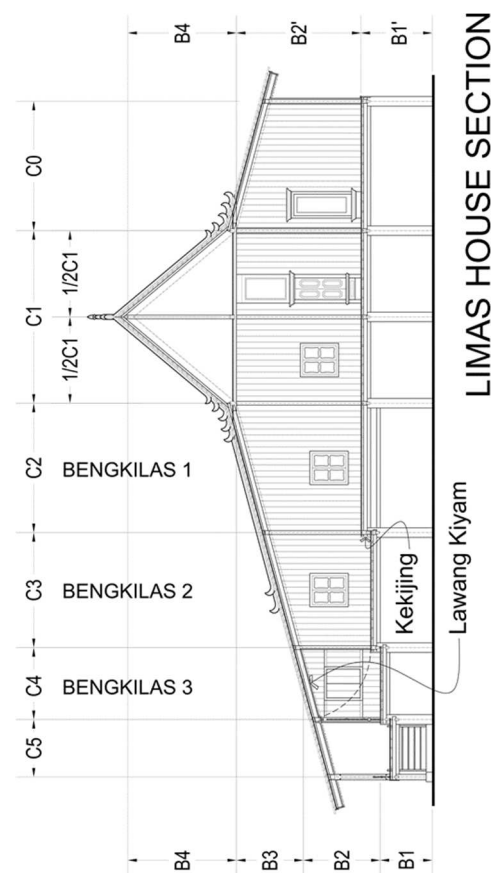 B4
B2'
B1'
C0
C1
1/2C1
1/2C1
C2
BENGKILAS 1
C3
BENGKILAS 2
C4
BENGKILAS 3
C5
Kekijing
Lawang Kiyam
B4
B3
B2
B1
LIMAS HOUSE SECTION